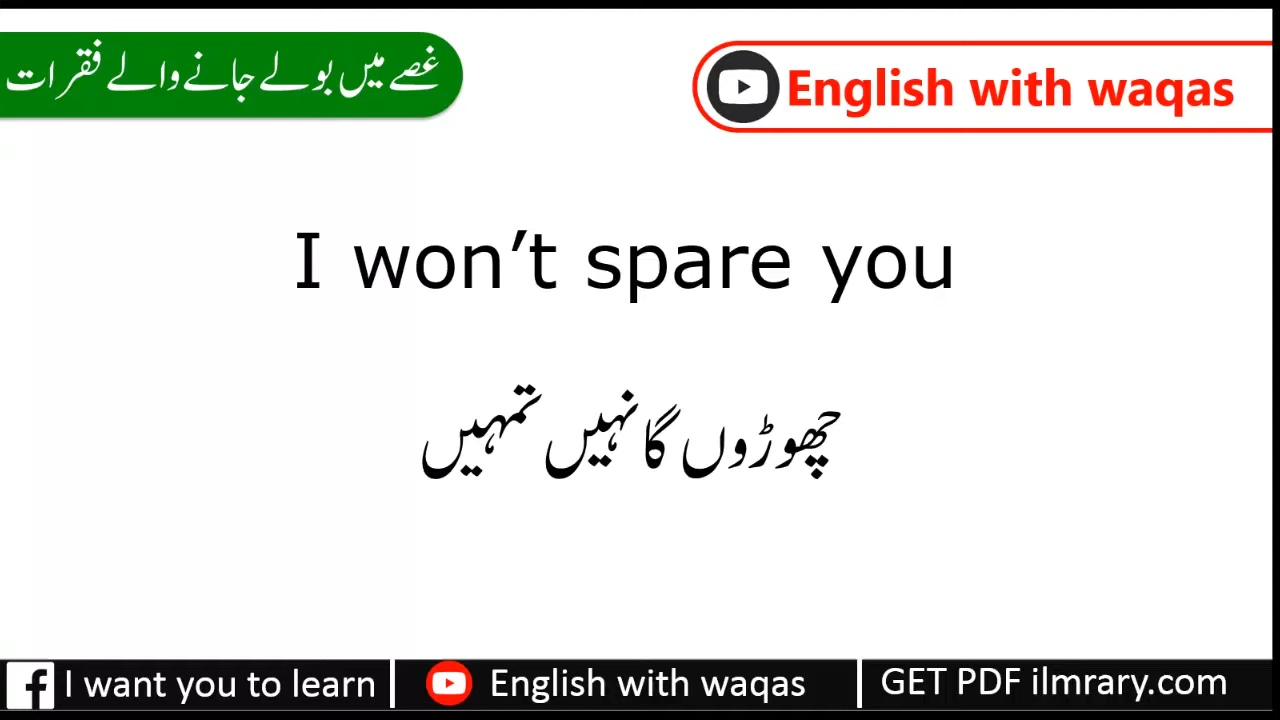 غصے میں بولے جانے والے فقرات
English with waqas
I won’t spare you
چھوڑوں گا نہیں تمہیں
I want you to learn
English with waqas
GET PDF ilmrary.com